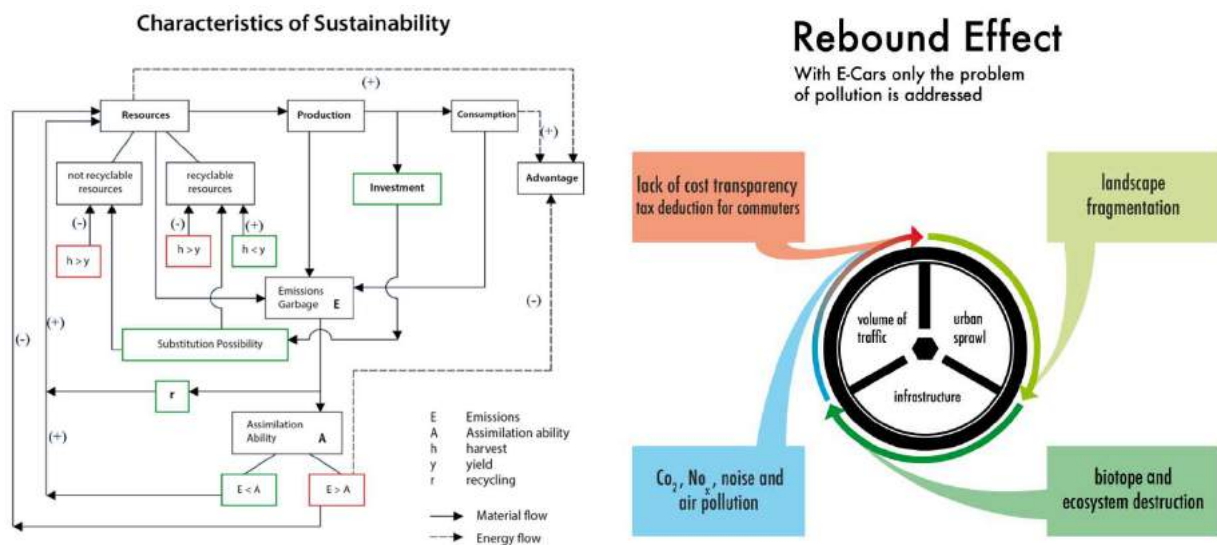 Characteristics of Sustainability
(+)
Resources
Production
Consumption
(+)
(-)
(+)
not recyclable
resources
recyclable
resources
Investment
Advantage
(-)
(-)
(+)
h > y
h > y
h < y
Emissions
Garbage E
(-)
Substitution Possibility
r
Assimilation
Ability A
(+)
E < A
E > A
E Emissions
A Assimilation ability
h harvest
y yield
r recycling
Material flow
Energy flow
Rebound Effect
With E-Cars only the problem
of pollution is addressed
lack of cost transparency
tax deduction for commuters
landscape
fragmentation
volume of
traffic
urban
sprawl
infrastructure
Co2, Nox, noise and
air pollution
biotope and
ecosystem destruction